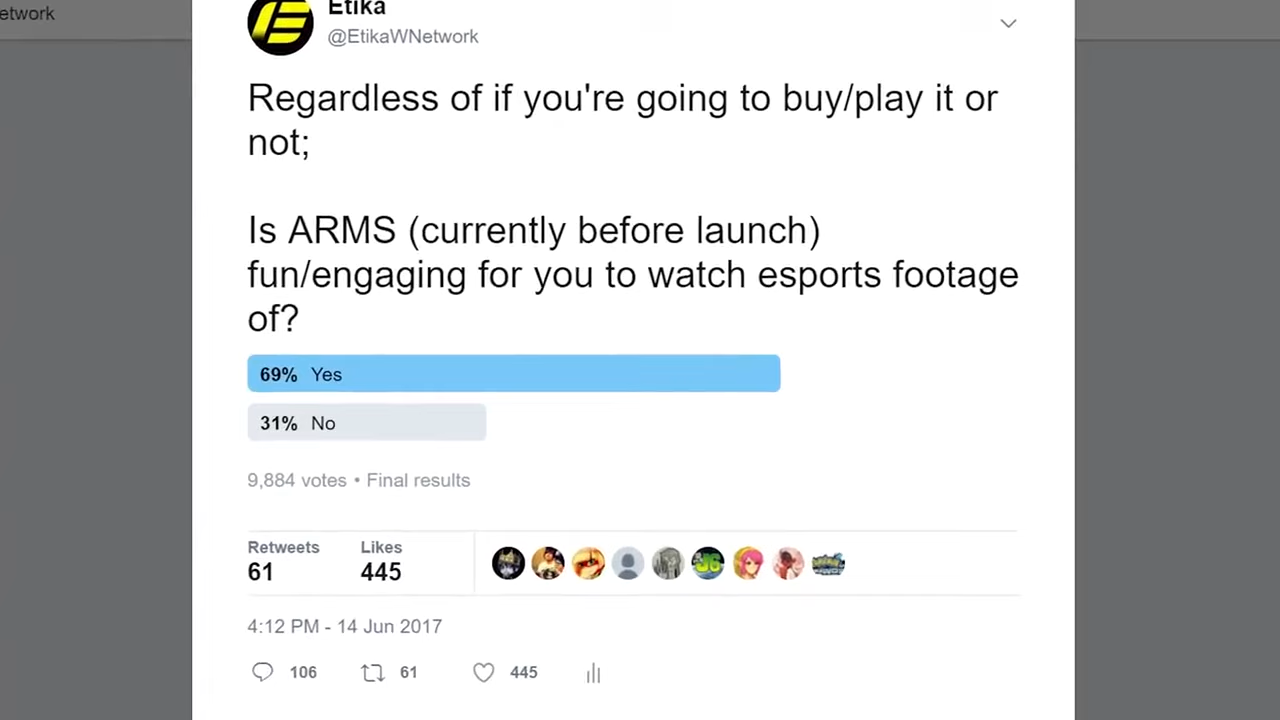 etwork
Etika
@EtikaWNetwork
Regardless of if you're going to buy/play it or
not;
Is ARMS (currently before launch)
fun/engaging for you to watch esports footage
of?
69% Yes
31% No
9,884 votes • Final results
Retweets Likes
61 445
4:12 PM - 14 Jun 2017
106 61 445